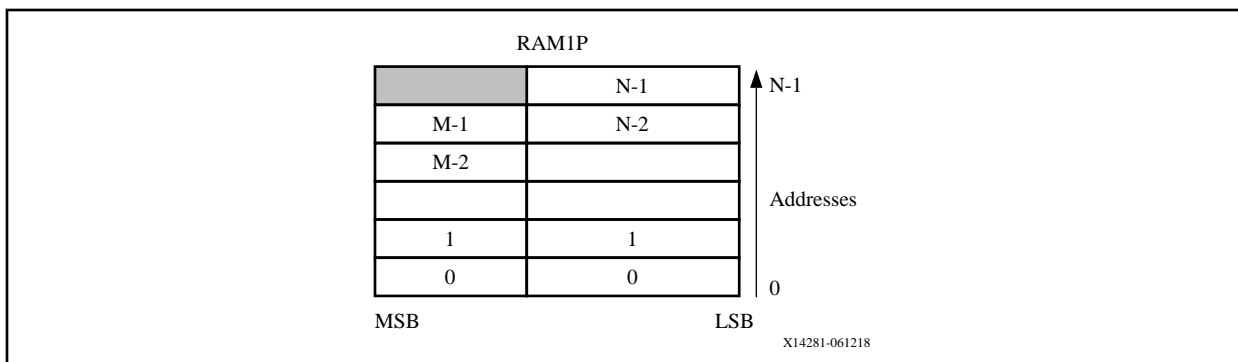 RAM1P
N-1 N-1
M-1 N-2
M-2
Addresses
1 1
0 0 0
MSB LSB
X14281-061218